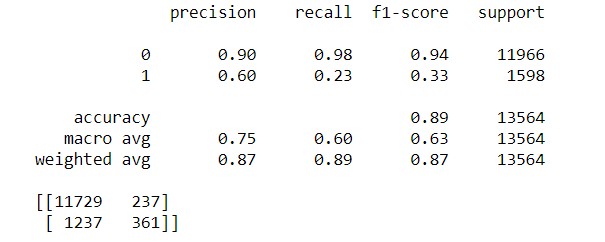 precision recall f1-score support
0 0.90 0.98 0.94 11966
1 0.60 0.23 0.33 1598
accuracy 0.89 13564
macro avg 0.75 0.60 0.63 13564
weighted avg 0.87 0.89 0.87 13564
[[11729 237]
[ 1237 361]]